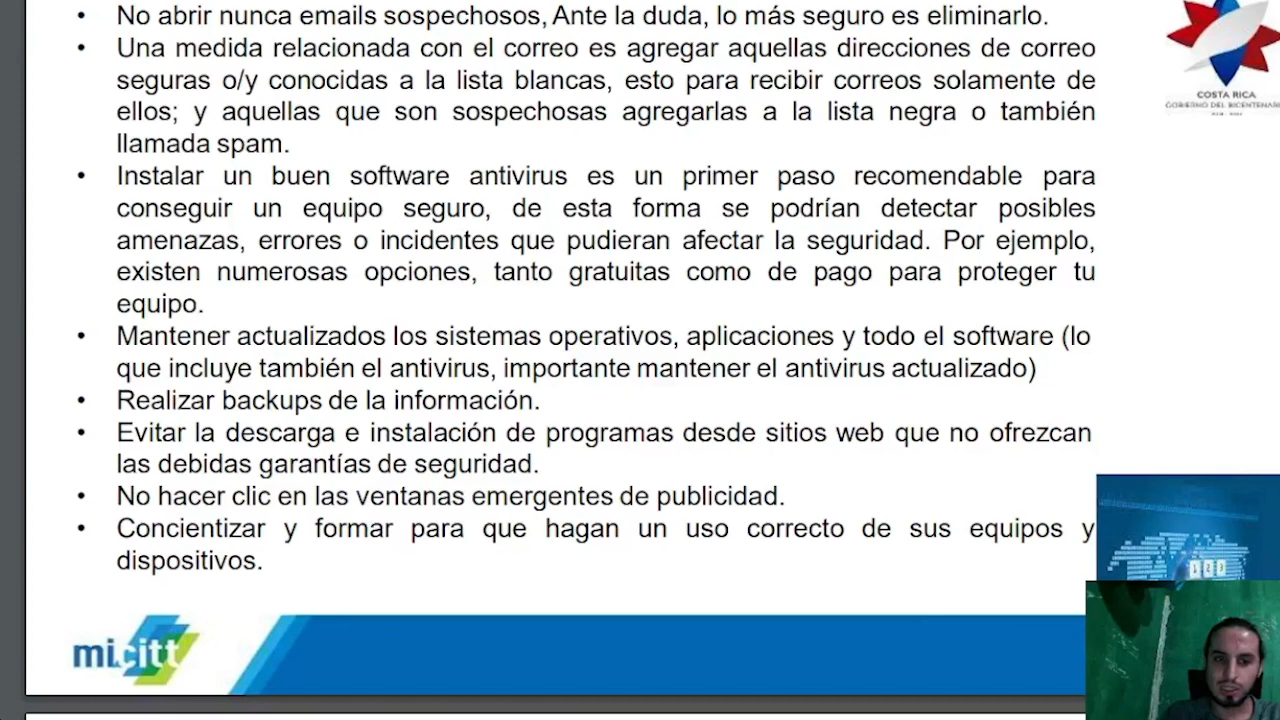 • No abrir nunca emails sospechosos, Ante la duda, lo más seguro es eliminarlo.
• Una medida relacionada con el correo es agregar aquellas direcciones de correo
seguras o/y conocidas a la lista blancas, esto para recibir correos solamente de
ellos; y aquellas que son sospechosas agregarlas a la lista negra o también
llamada spam.
• Instalar un buen software antivirus es un primer paso recomendable para
conseguir un equipo seguro, de esta forma se podrían detectar posibles
amenazas, errores o incidentes que pudieran afectar la seguridad. Por ejemplo,
existen numerosas opciones, tanto gratuitas como de pago para proteger tu
equipo.
• Mantener actualizados los sistemas operativos, aplicaciones y todo el software (lo
que incluye también el antivirus, importante mantener el antivirus actualizado)
• Realizar backups de la información.
• Evitar la descarga e instalación de programas desde sitios web que no ofrezcan
las debidas garantías de seguridad.
• No hacer clic en las ventanas emergentes de publicidad.
• Concientizar y formar para que hagan un uso correcto de sus equipos y
dispositivos.
COSTA RICA
GOBIERNO DEL BICENTENARI
micitt